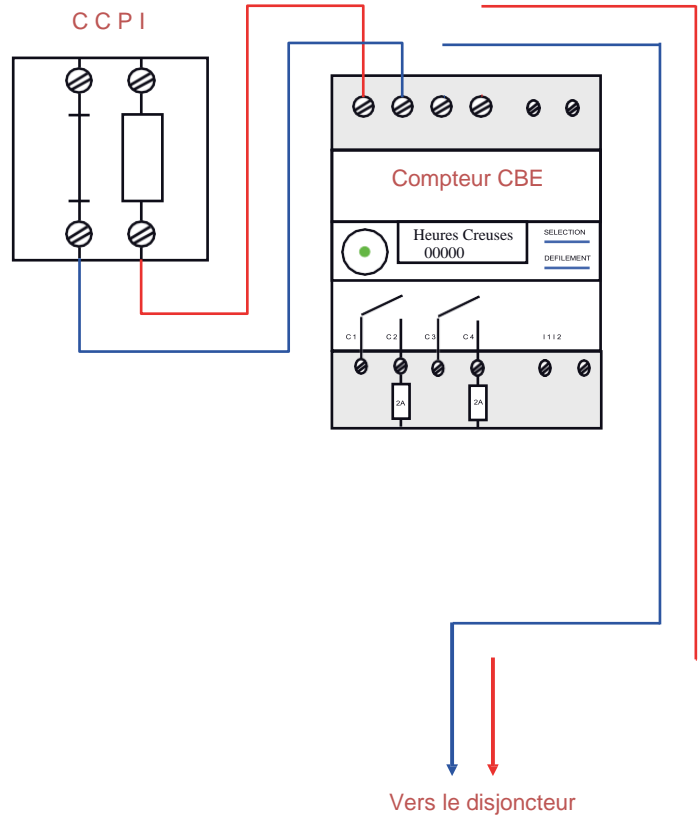 C C P I
Compteur CBE
Heures Creuses
00000
SELECTION
DEFILEMENT
C 1 C 2 C 3 C 4 I 1 I 2
2A 2A
Vers le disjoncteur